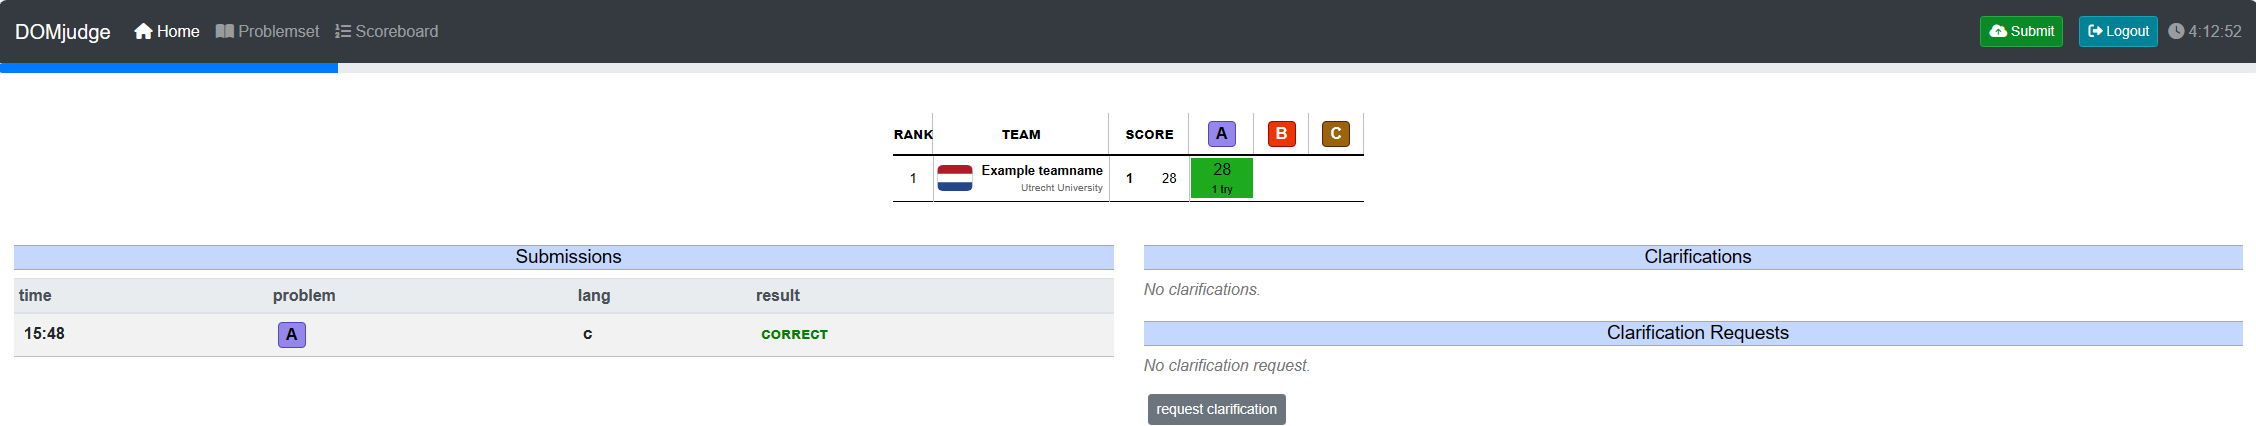 DOMjudge Home Problemset Scoreboard Submit Logout 4:12:52
RANK TEAM SCORE A B C
1 Example teamname 1 28 28
Utrecht University 1 try
Submissions
time problem lang result
15:48 A C CORRECT
Clarifications
No clarifications.
Clarification Requests
No clarification request.
request clarification